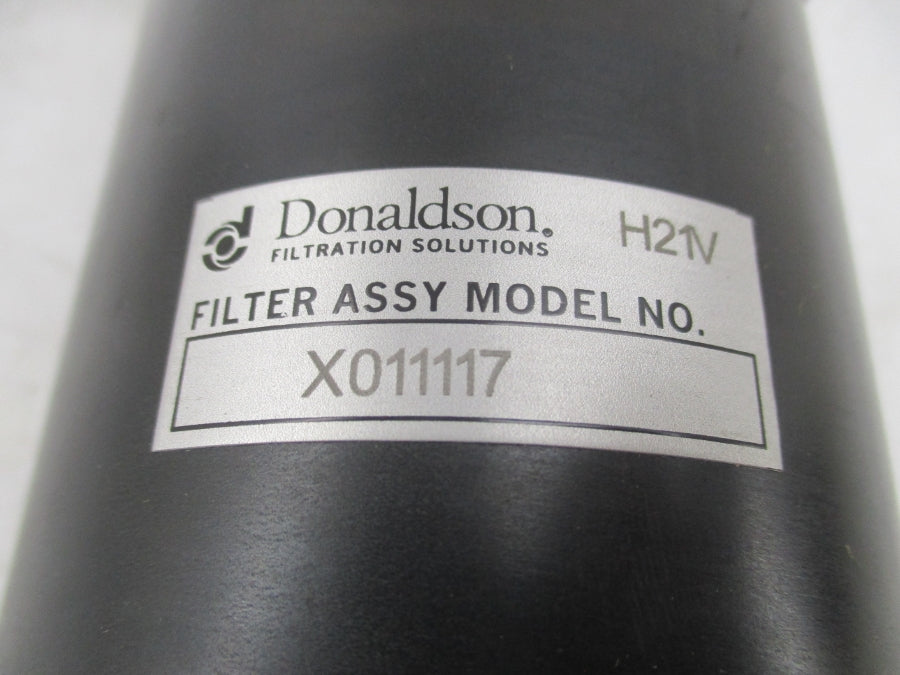 Donaldson.
FILTRATION SOLUTIONS
H21V
FILTER ASSY MODEL NO.
X011117